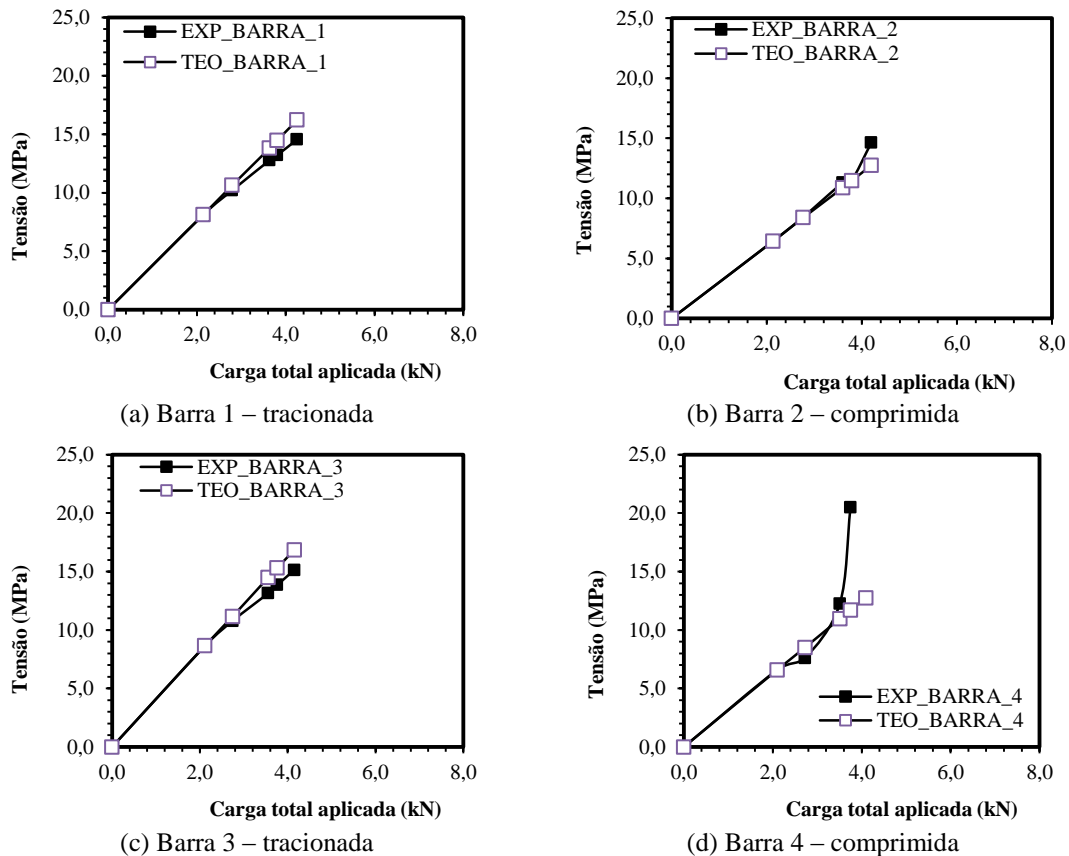 25,0
20,0
15,0
10,0
5,0
0,0
Tensão (MPa)
EXP_BARRA_1
TEO_BARRA_1
0,0 2,0 4,0 6,0 8,0
Carga total aplicada (kN)
(a) Barra 1 – tracionada
25,0
20,0
15,0
10,0
5,0
0,0
Tensão (MPa)
EXP_BARRA_2
TEO_BARRA_2
0,0 2,0 4,0 6,0 8,0
Carga total aplicada (kN)
(b) Barra 2 – comprimida
25,0
20,0
15,0
10,0
5,0
0,0
Tensão (MPa)
EXP_BARRA_3
TEO_BARRA_3
0,0 2,0 4,0 6,0 8,0
Carga total aplicada (kN)
(c) Barra 3 – tracionada
25,0
20,0
15,0
10,0
5,0
0,0
Tensão (MPa)
EXP_BARRA_4
TEO_BARRA_4
0,0 2,0 4,0 6,0 8,0
Carga total aplicada (kN)
(d) Barra 4 – comprimida